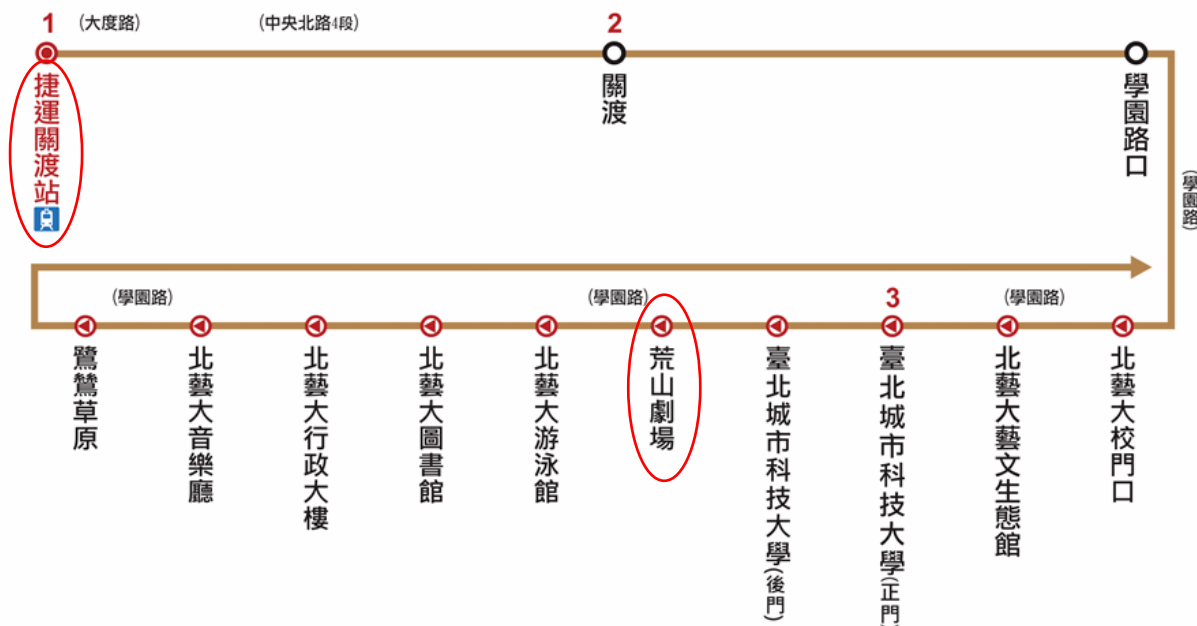 1
(大度路)
(中央北路4段)
2
捷運關渡站
關渡
學園路口
(學園路)
(學園路)
(學園路)
3
(學園路)
鷺鷥草原
北藝大音樂廳
北藝大行政大樓
北藝大圖書館
北藝大游泳館
荒山劇場
臺北城市科技大學(後門)
臺北城市科技大學(正門)
北藝大藝文生態館
北藝大校門口